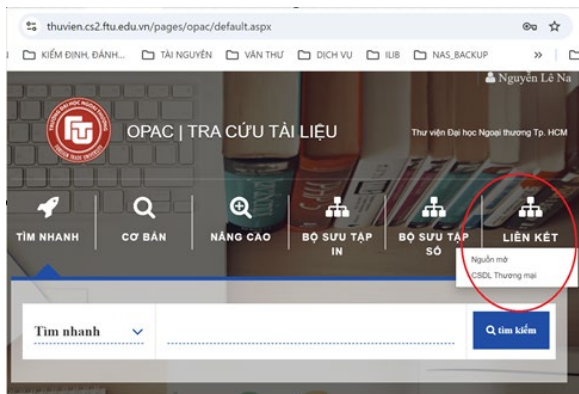 thuvien.cs2.ftu.edu.vn/pages/opac/default.aspx
KIỂM ĐỊNH, ĐÁNH... TÀI NGUYÊN VĂN THƯ DỊCH VỤ ILIB NAS_BACKUP »
Nguyễn Lê Na
OPAC | TRA CỨU TÀI LIỆU
Thư viện Đại học Ngoại thương Tp. HCM
TÌM NHANH CƠ BẢN NÂNG CAO BỘ SƯU TẬP IN BỘ SƯU TẬP SỐ LIÊN KẾT
Nguồn mở
CSDL Thương mại
Tìm nhanh
tìm kiếm